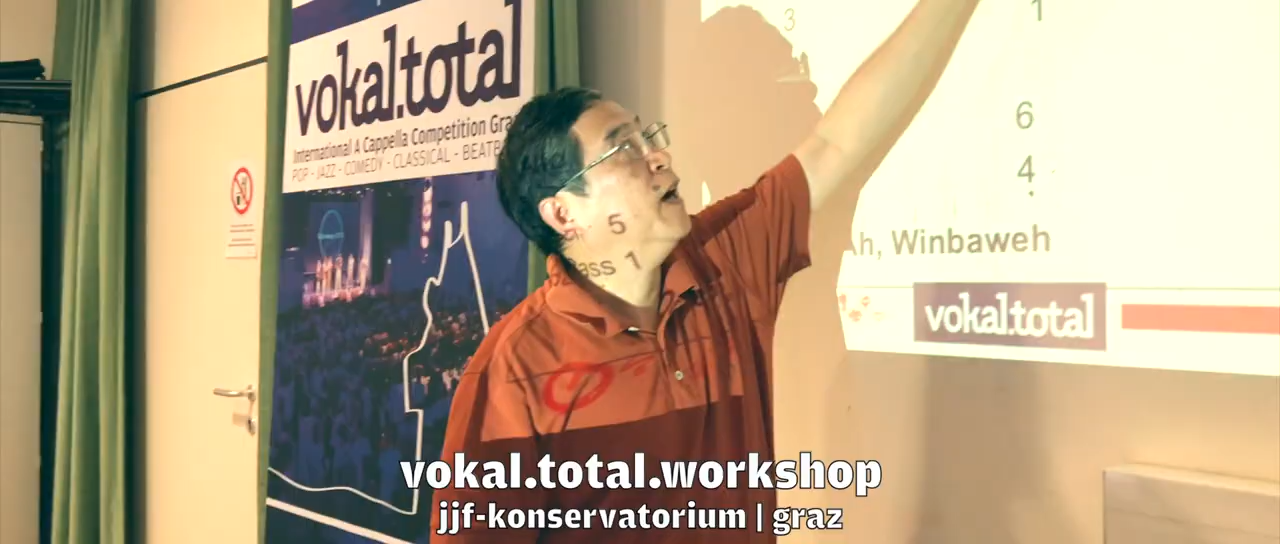 vokal.total
International A Cappella Competition Gra
POP - JAZZ - COMEDY - CLASSICAL - BEATB
3
1
6
4
5
ass 1
Ah, Winbaweh
vokal.total
vokal.total.workshop
jjf-konservatorium | graz